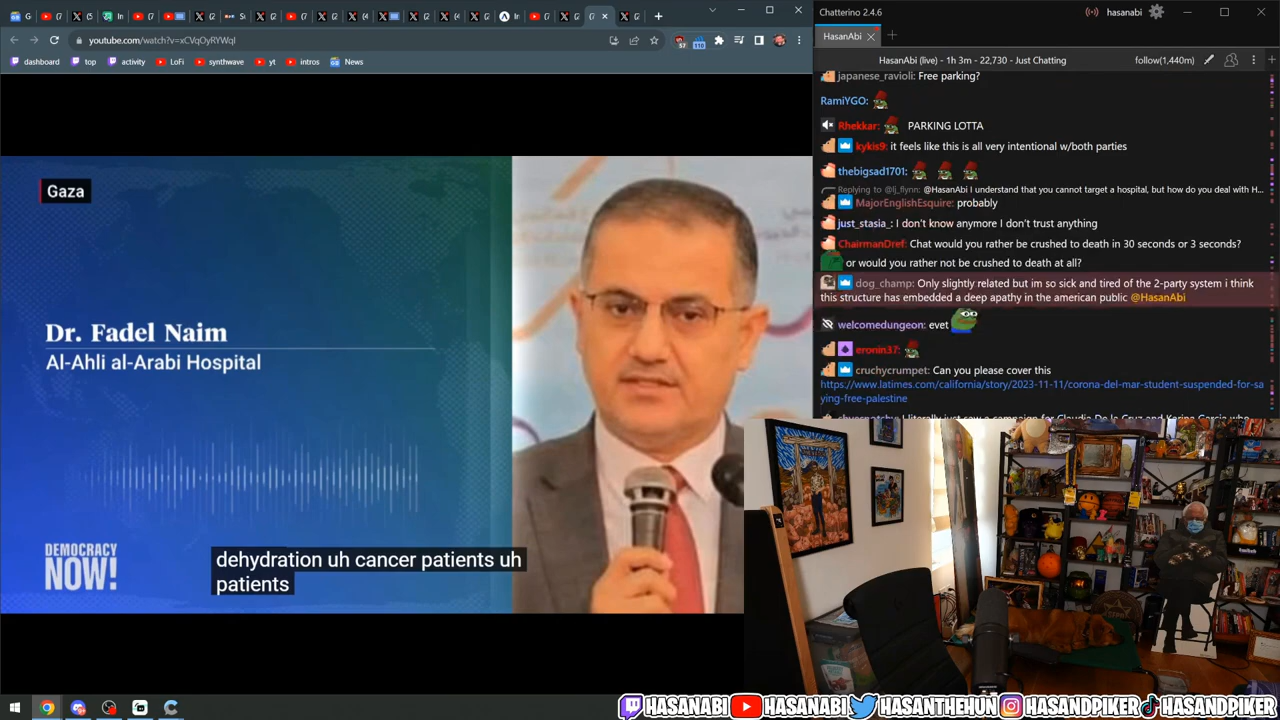 Chatterino 2.4.6
hasanabi
youtube.com/watch?v=xCVqOyRYWqI
HasanAbi
dashboard
top
activity
LoFi
synthwave
yt
intros
News
HasanAbi (live) - 1h 3m - 22,730 - Just Chatting
follow(1,440m)
japanese_ravioli: Free parking?
RamiYGO:
Rhekkar: PARKING LOTTA
kykis9: it feels like this is all very intentional w/both parties
thebigsad1701:
Replying to @lj_flynn: @HasanAbi I understand that you cannot target a hospital, but how do you deal with H...
MajorEnglishEsquire: probably
just_stasia_: I don't know anymore I don't trust anything
ChairmanDref: Chat would you rather be crushed to death in 30 seconds or 3 seconds?
or would you rather not be crushed to death at all?
dog_champ: Only slightly related but im so sick and tired of the 2-party system i think
this structure has embedded a deep apathy in the american public @HasanAbi
welcomedungeon: evet
eronin37:
cruchycrumpet: Can you please cover this
https://www.latimes.com/california/story/2023-11-11/corona-del-mar-student-suspended-for-sa
ying-free-palestine
Gaza
Dr. Fadel Naim
Al-Ahli al-Arabi Hospital
DEMOCRACY
NOW!
dehydration uh cancer patients uh
patients
HASANABI
HASANABI
HASANTHEHUN
HASANDPIKER
HASANDPIKER